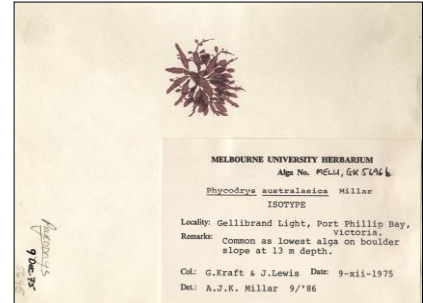 MELBOURNE UNIVERSITY HERBARIUM
Alga No. MELU, GK 5696 b
Phycodrys australasica Millar
ISOTYPE
Locality: Gellibrand Light, Port Phillip Bay,
Victoria.
Remarks: Common as lowest alga on boulder
slope at 13 m depth.
Col.: G.Kraft & J.Lewis Date: 9-xii-1975
Det.: A.J.K. Millar 9/'86
Phycodrys
9 Dec. 75